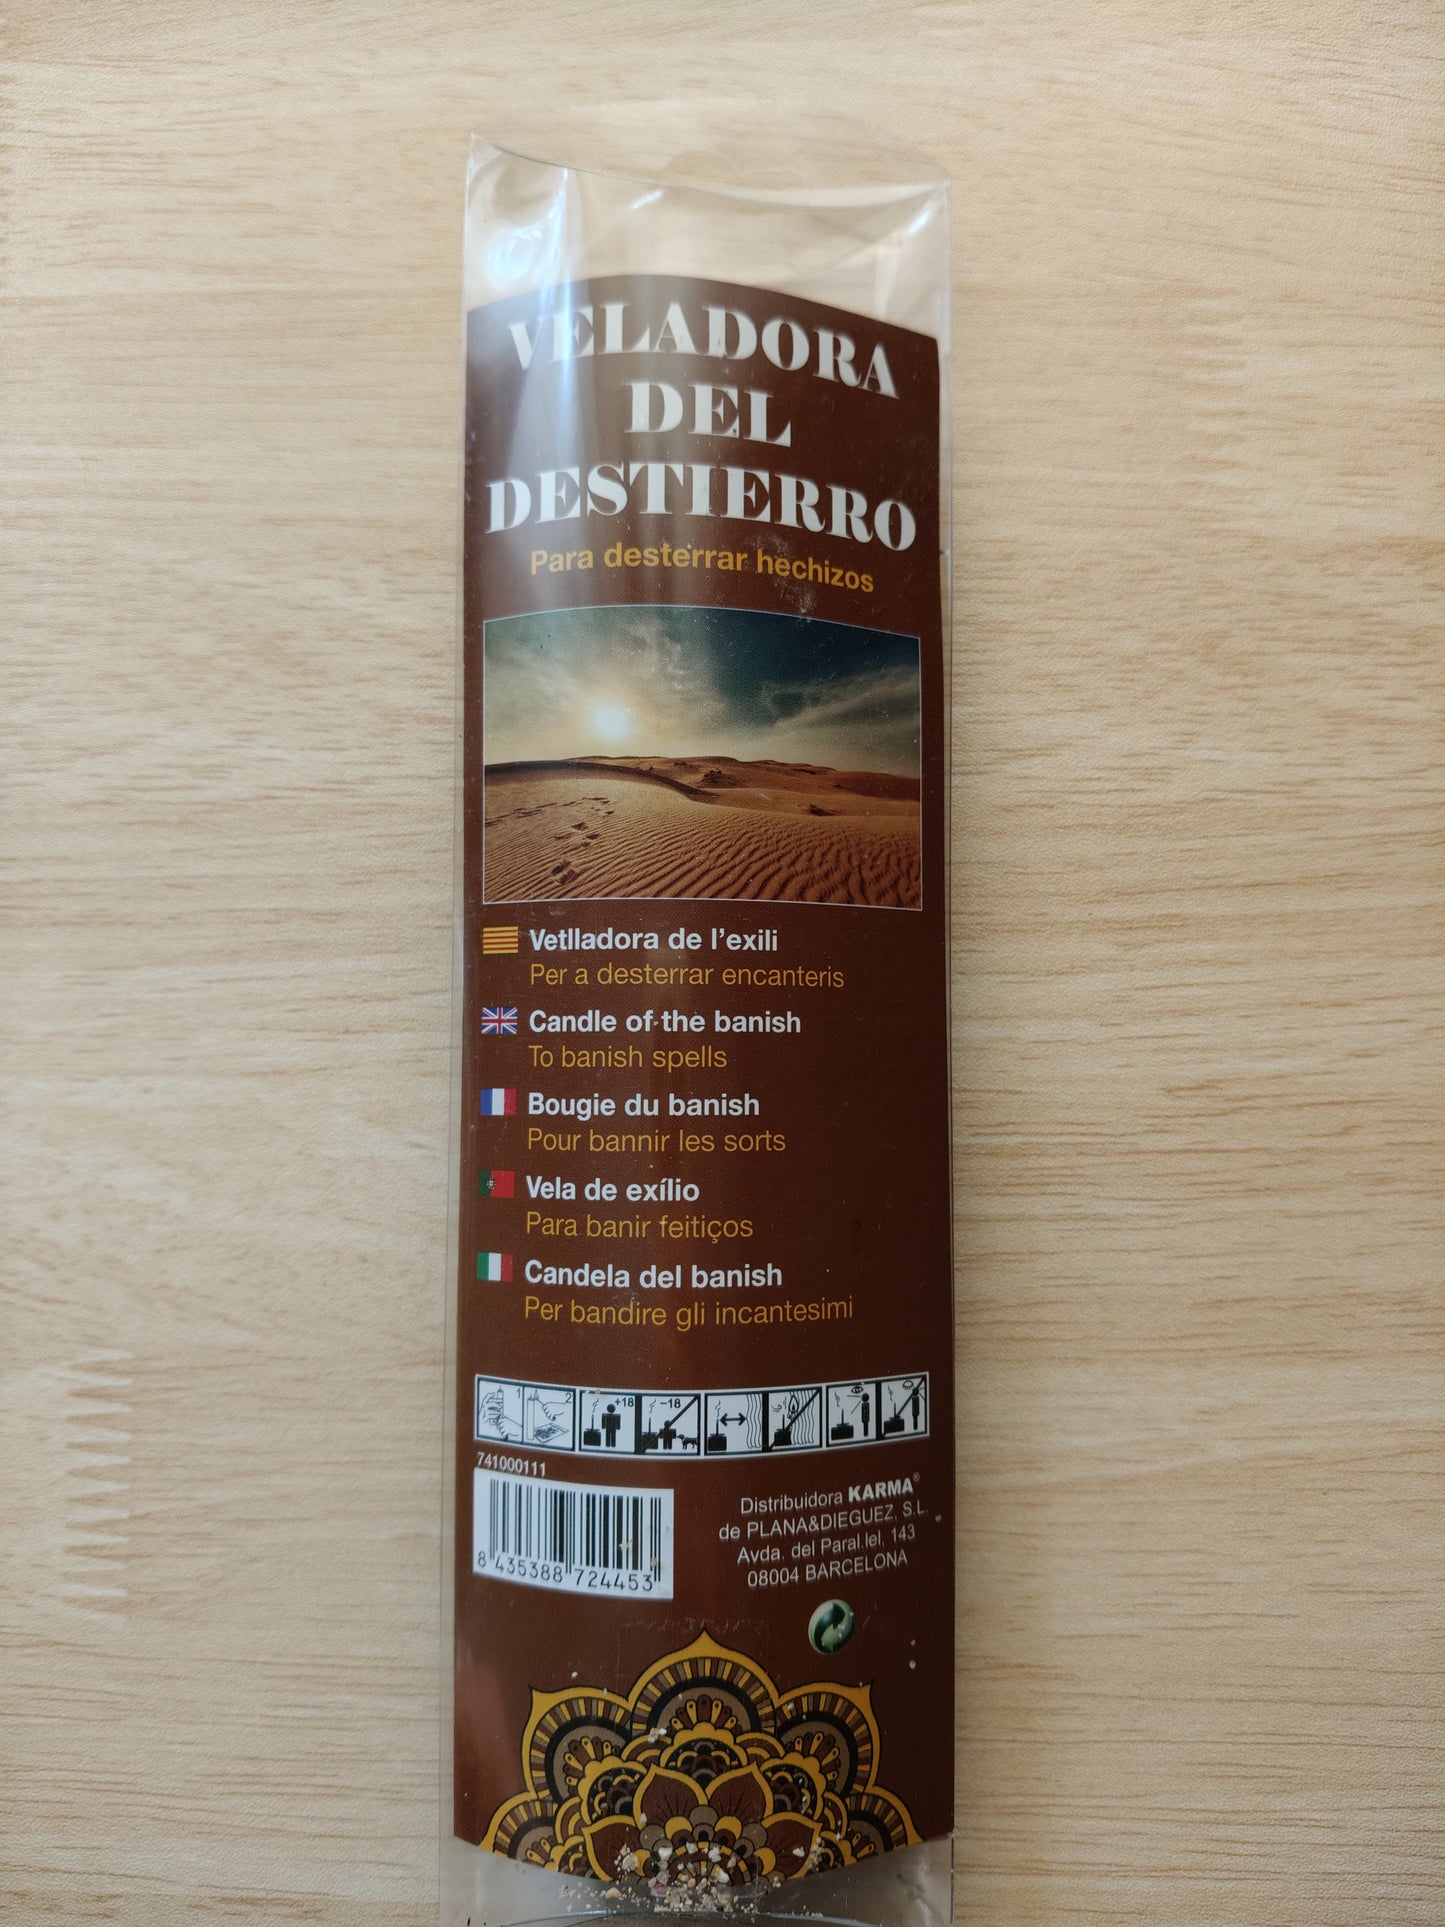 VELADORA
DEL
DESTIERRO
Para desterrar hechizos
Vetlladora de l'exili
Per a desterrar encanteris
Candle of the banish
To banish spells
Bougie du banish
Pour bannir les sorts
Vela de exílio
Para banir feitiços
Candela del banish
Per bandire gli incantesimi
1 2 +18 -18
741000111
8 435388 724453
Distribuidora KARMA®
de PLANA&DIEGUEZ, S.L.
Avda. del Paral.lel, 143
08004 BARCELONA